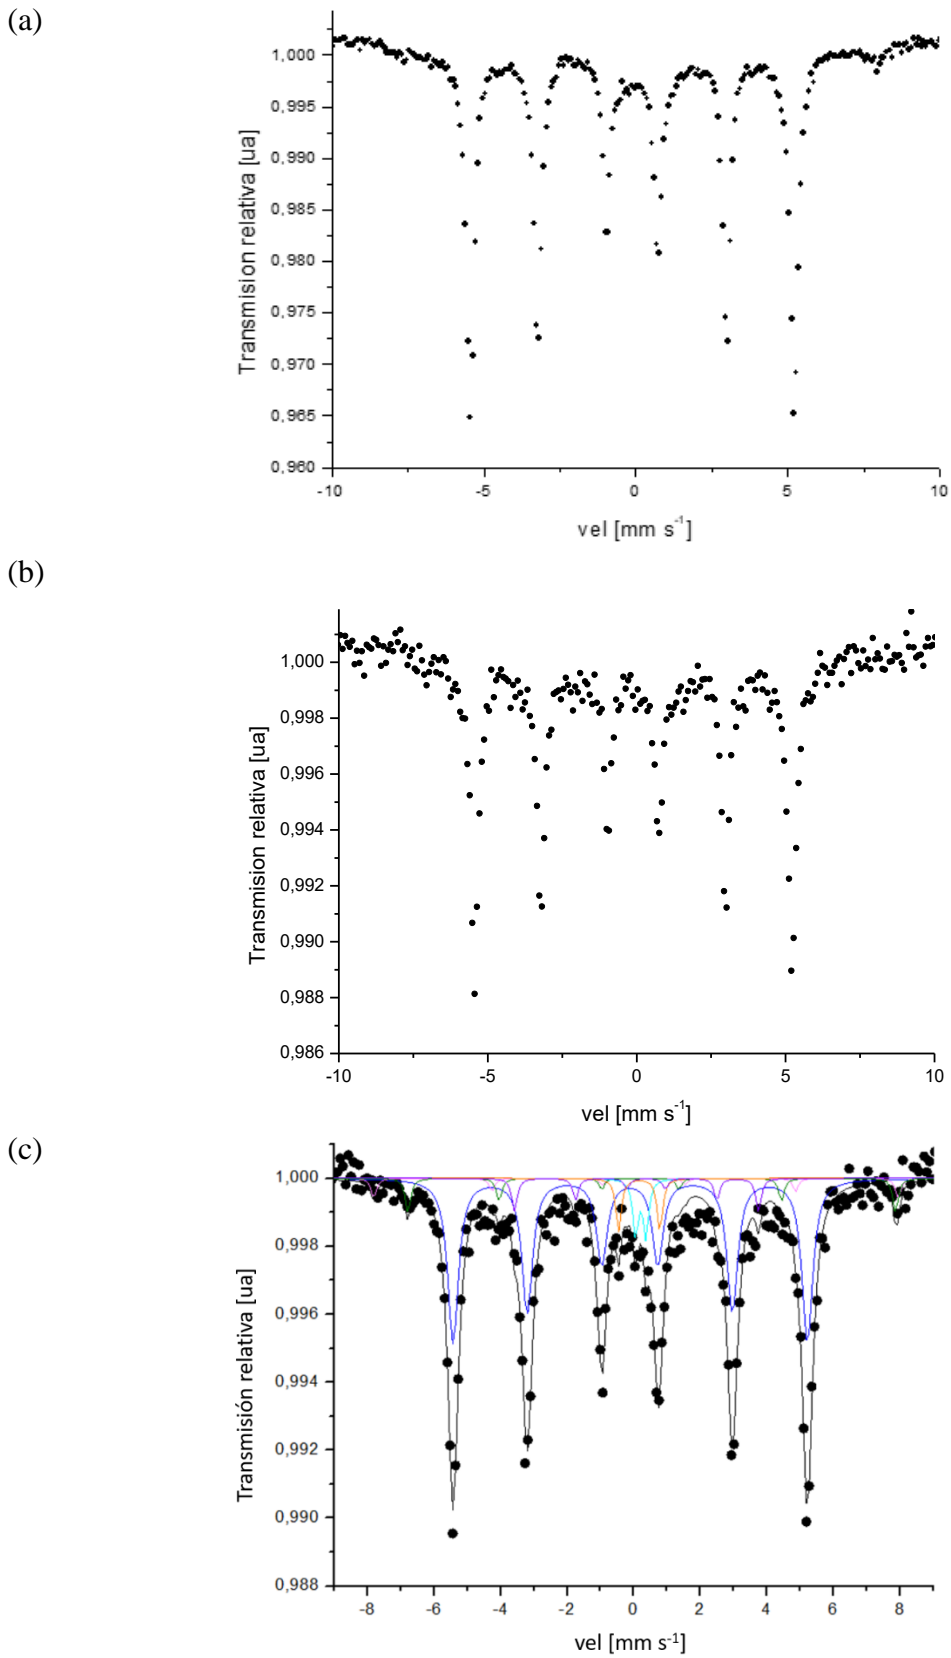 (a)
1,000
0,995
0,990
0,985
0,980
0,975
0,970
0,965
0,960
Transmision relativa [ua]
-10 -5 0 5 10
vel [mm s⁻¹]
(b)
1,000
0,998
0,996
0,994
0,992
0,990
0,988
0,986
Transmision relativa [ua]
-10 -5 0 5 10
vel [mm s⁻¹]
(c)
1,000
0,998
0,996
0,994
0,992
0,990
0,988
Transmisión relativa [ua]
-8 -6 -4 -2 0 2 4 6 8
vel [mm s⁻¹]